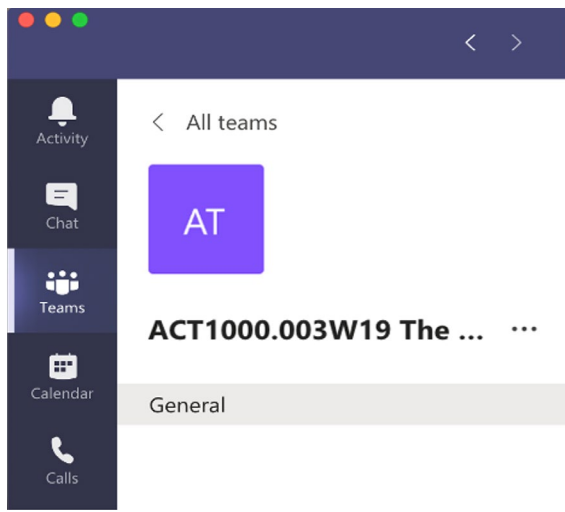 Activity
Chat
Teams
Calendar
Calls
All teams
AT
ACT1000.003W19 The ...
General